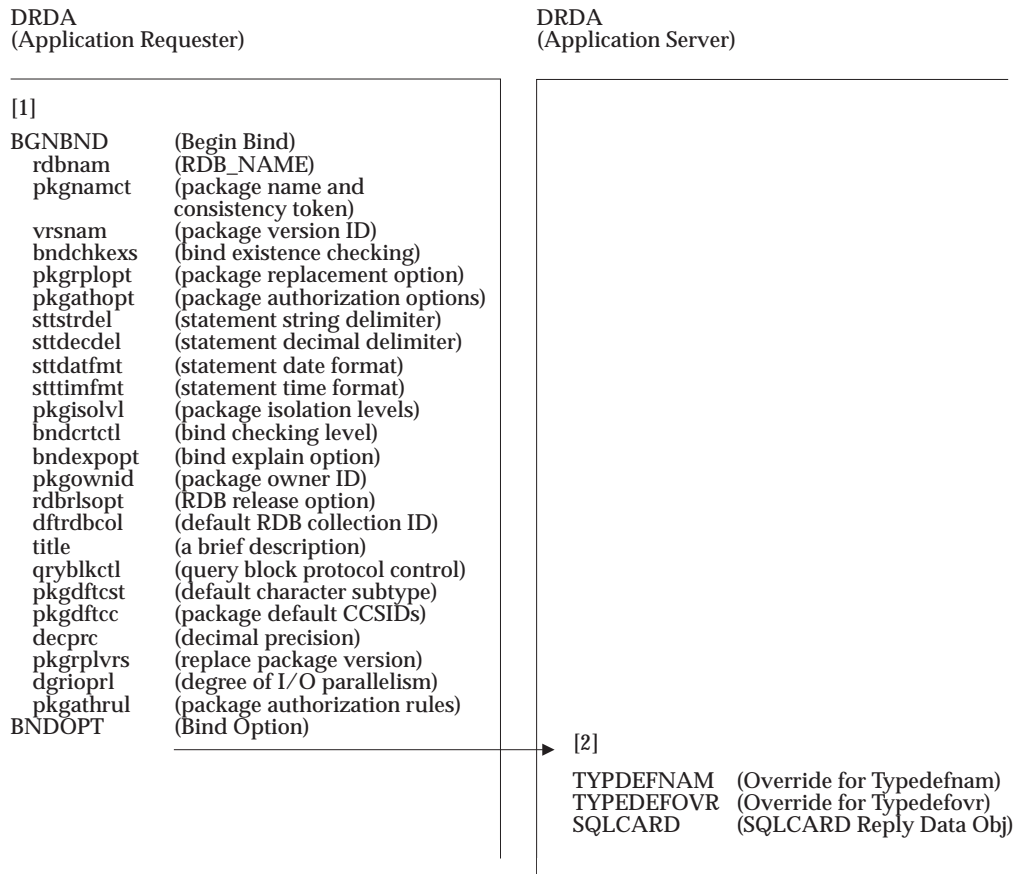 DRDA
(Application Requester)
DRDA
(Application Server)
[1]
BGNBND (Begin Bind)
rdbnam (RDB_NAME)
pkgnamct (package name and
consistency token)
vrsnam (package version ID)
bndchkexs (bind existence checking)
pkgrplopt (package replacement option)
pkgathopt (package authorization options)
sttstrdel (statement string delimiter)
sttdecdel (statement decimal delimiter)
sttdatfmt (statement date format)
stttimfmt (statement time format)
pkgisolvl (package isolation levels)
bndcrtctl (bind checking level)
bndexpopt (bind explain option)
pkgownid (package owner ID)
rdbrlsopt (RDB release option)
dftrdbcol (default RDB collection ID)
title (a brief description)
qryblkctl (query block protocol control)
pkgdftcst (default character subtype)
pkgdftcc (package default CCSIDs)
decprc (decimal precision)
pkgrplvrs (replace package version)
dgrioprl (degree of I/O parallelism)
pkgathrul (package authorization rules)
BNDOPT (Bind Option)
[2]
TYPDEFNAM (Override for Typedefnam)
TYPEDEFOVR (Override for Typedefovr)
SQLCARD (SQLCARD Reply Data Obj)